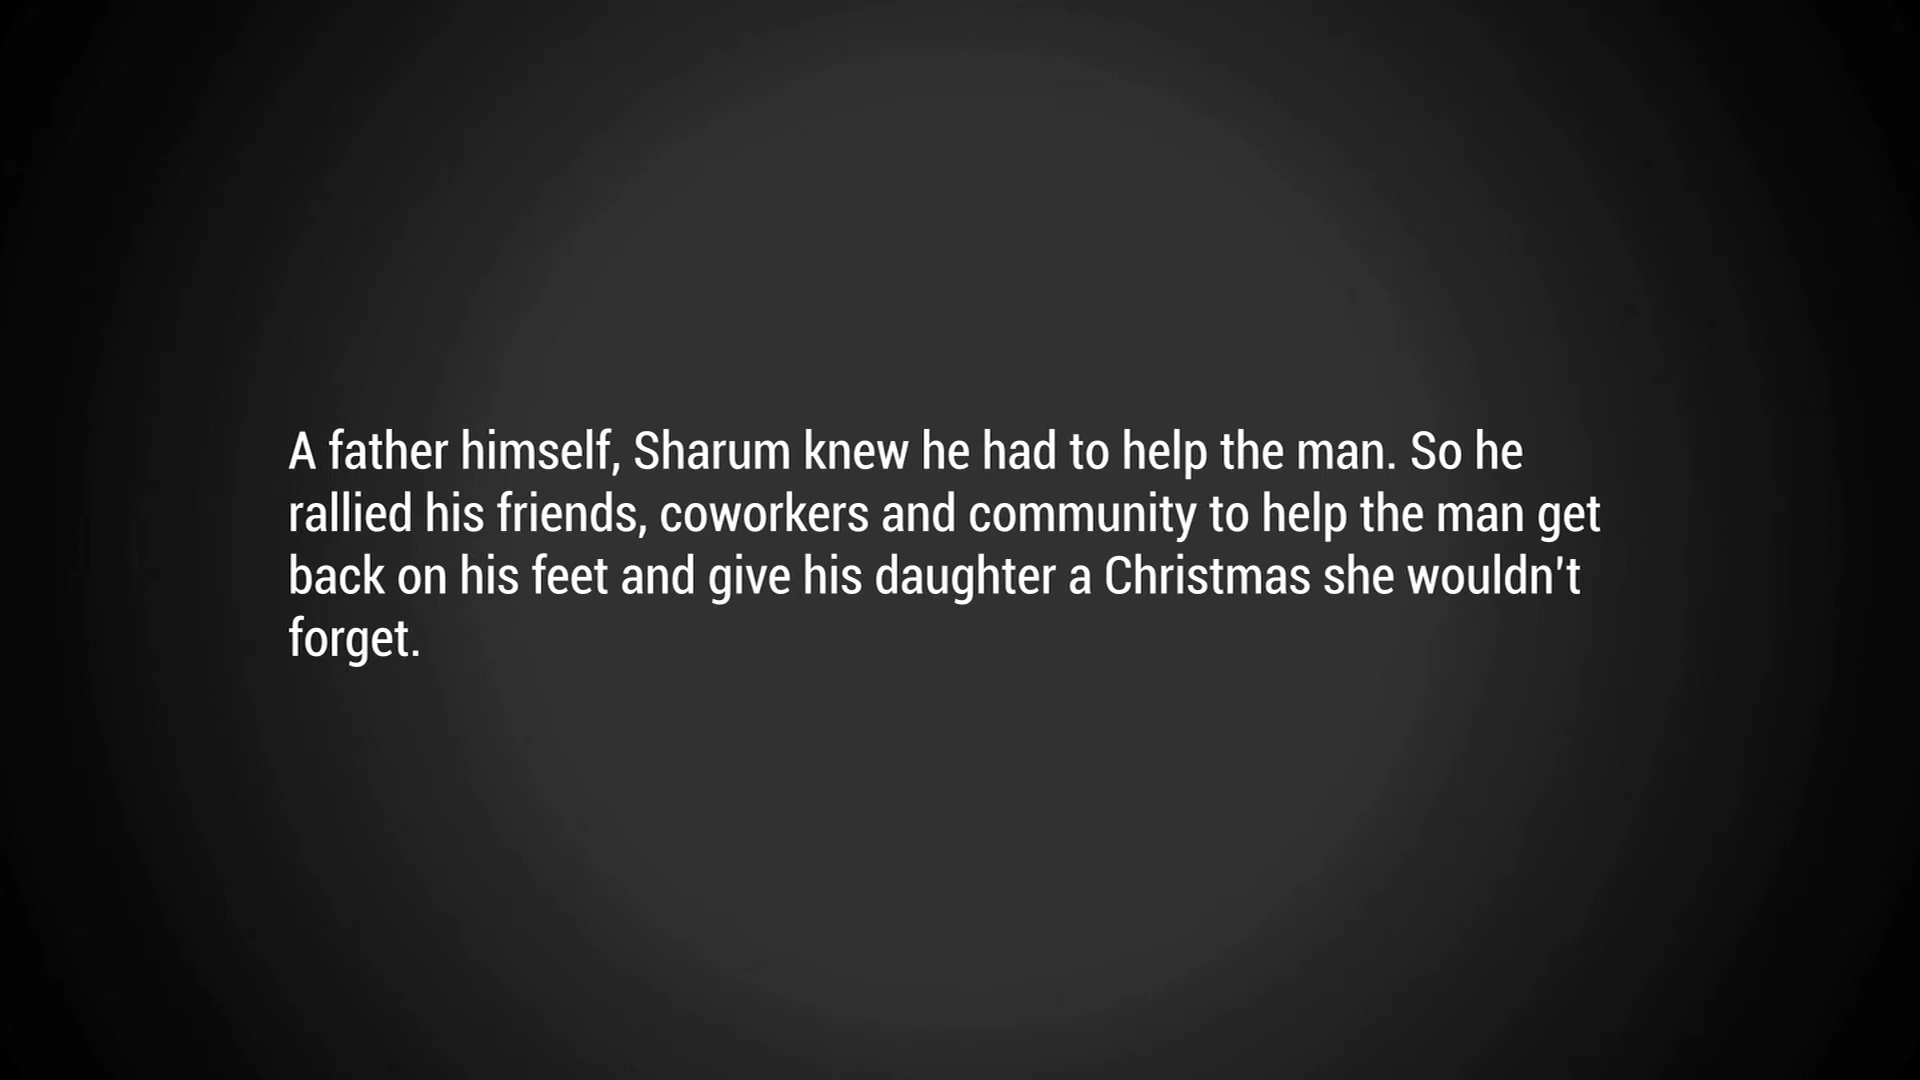 A father himself, Sharum knew he had to help the man. So he
rallied his friends, coworkers and community to help the man get
back on his feet and give his daughter a Christmas she wouldn't
forget.